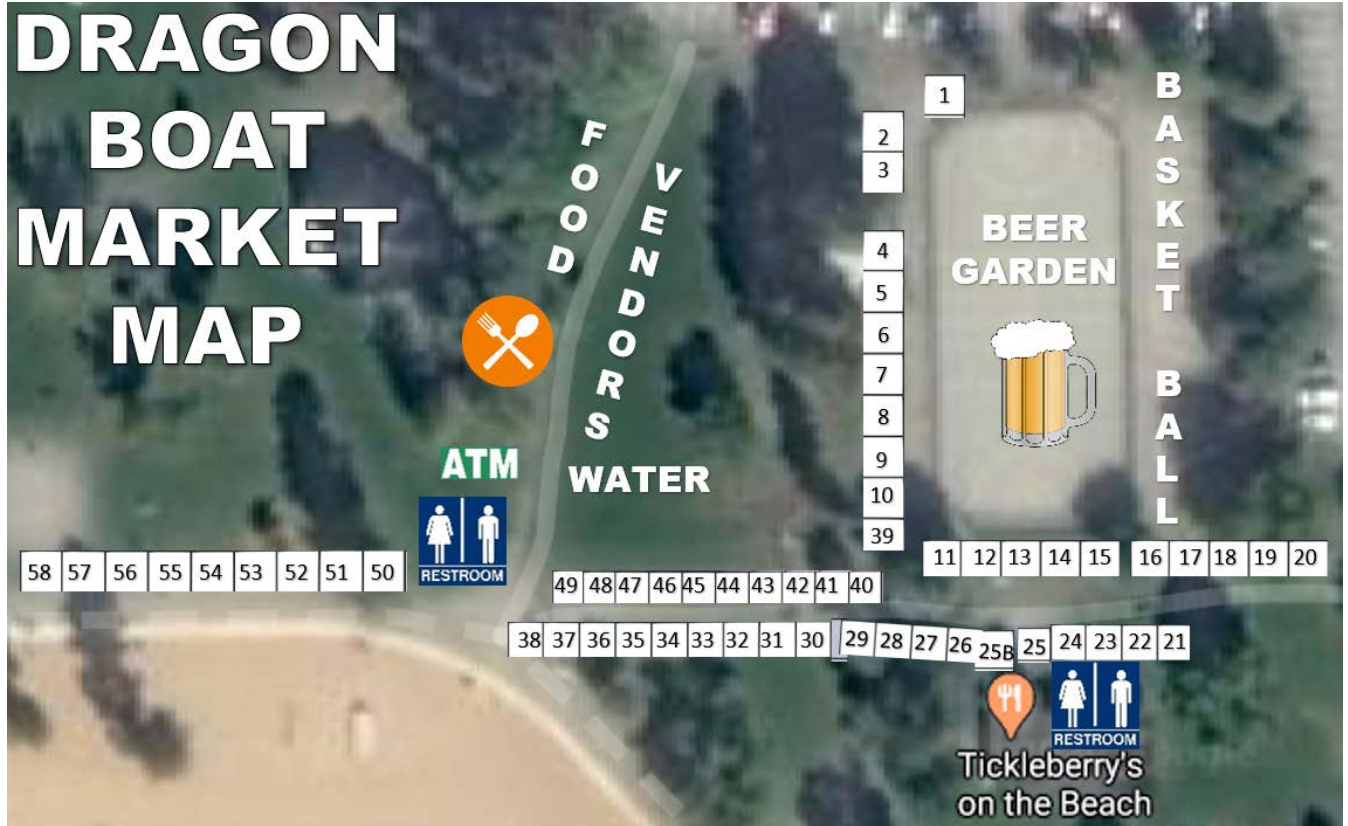 DRAGON
BOAT
MARKET
MAP
FOOD
VENDORS
WATER
ATM
RESTROOM
BEER
GARDEN
BASKET BALL
1
2
3
4
5
6
7
8
9
10
39
11 12 13 14 15 16 17 18 19 20
58 57 56 55 54 53 52 51 50
49 48 47 46 45 44 43 42 41 40
38 37 36 35 34 33 32 31 30 29 28 27 26 25B 25 24 23 22 21
RESTROOM
Tickleberry's
on the Beach